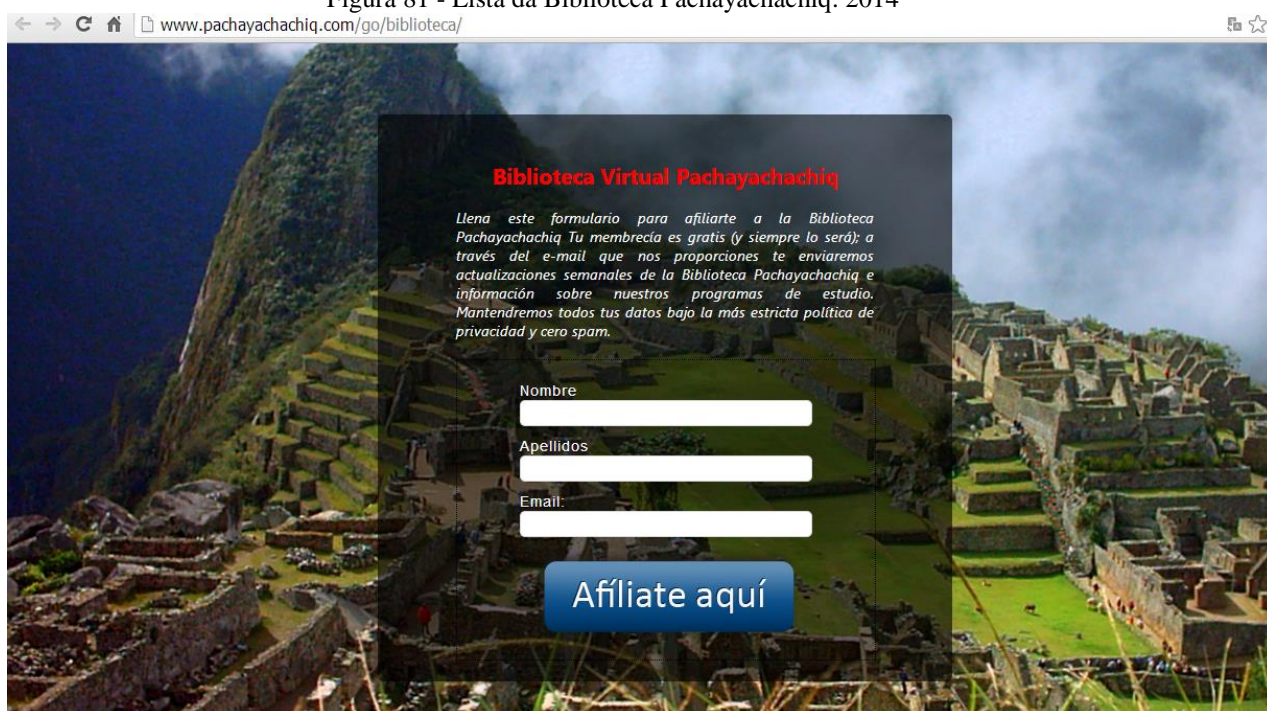 Figura 81 - Lista da Biblioteca Pachayachachiq. 2014
www.pachayachachiq.com/go/biblioteca/
Biblioteca Virtual Pachayachachiq
Llena este formulario para afiliarte a la Biblioteca
Pachayachachiq Tu membrecía es gratis (y siempre lo será); a
través del e-mail que nos proporciones te enviaremos
actualizaciones semanales de la Biblioteca Pachayachachiq e
información sobre nuestros programas de estudio.
Mantendremos todos tus datos bajo la más estricta política de
privacidad y cero spam.
Nombre
Apellidos
Email:
Afíliate aquí